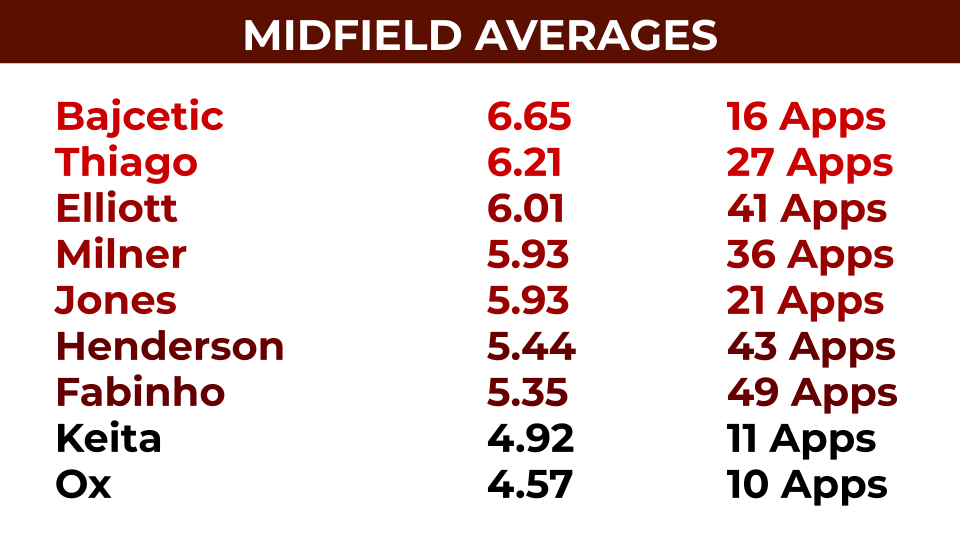 MIDFIELD AVERAGES
Bajcetic 6.65 16 Apps
Thiago 6.21 27 Apps
Elliott 6.01 41 Apps
Milner 5.93 36 Apps
Jones 5.93 21 Apps
Henderson 5.44 43 Apps
Fabinho 5.35 49 Apps
Keita 4.92 11 Apps
Ox 4.57 10 Apps